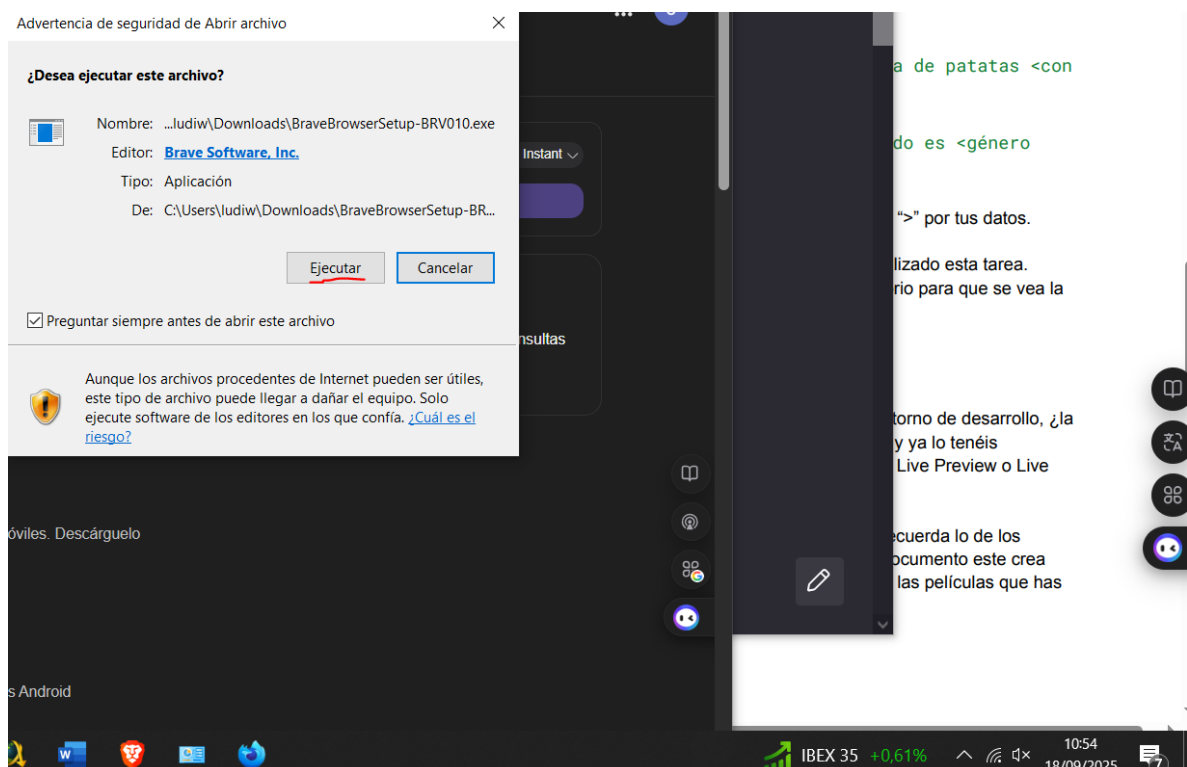 Advertencia de seguridad de Abrir archivo
¿Desea ejecutar este archivo?
Nombre: ...ludiw\Downloads\BraveBrowserSetup-BRV010.exe
Editor: Brave Software, Inc.
Tipo: Aplicación
De: C:\Users\ludiw\Downloads\BraveBrowserSetup-BR...
Ejecutar
Cancelar
Preguntar siempre antes de abrir este archivo
Aunque los archivos procedentes de Internet pueden ser útiles,
este tipo de archivo puede llegar a dañar el equipo. Solo
ejecute software de los editores en los que confía. ¿Cuál es el
riesgo?
Instant
nsultas
óviles. Descárguelo
s Android
a de patatas <con
do es <género
“>” por tus datos.
lizado esta tarea.
rio para que se vea la
torno de desarrollo, ¿la
y ya lo tenéis
Live Preview o Live
ecuerda lo de los
ocumento este crea
las películas que has
IBEX 35 +0,61%
10:54
18/09/2025
7